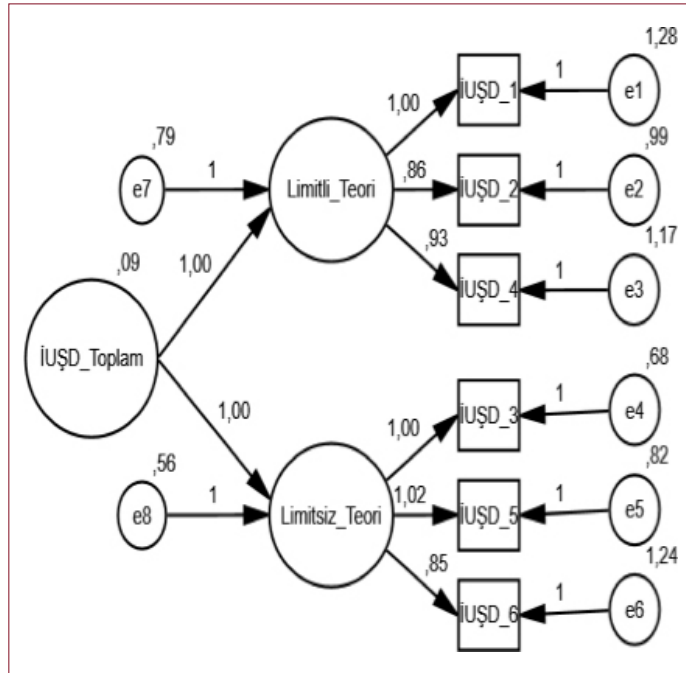 1,28
İUŞD_1
1
e1
1,00
,79
,99
e7
1
Limitli_Teori
,86
İUŞD_2
1
e2
,93
1,17
,09
1,00
İUŞD_4
1
e3
İUŞD_Toplam
,68
İUŞD_3
1
e4
1,00
1,00
,56
,82
e8
1
Limitsiz_Teori
1,02
İUŞD_5
1
e5
,85
1,24
İUŞD_6
1
e6